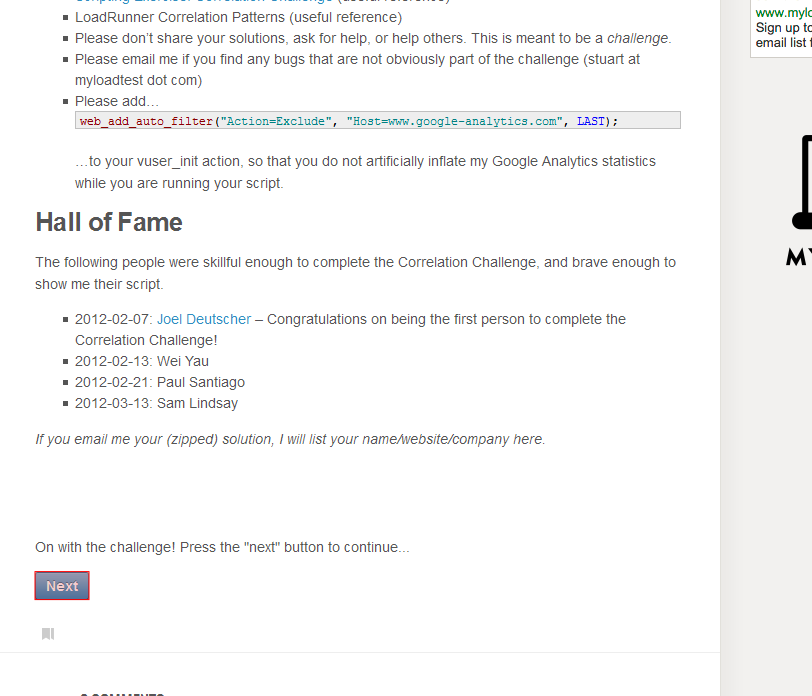 LoadRunner Correlation Patterns (useful reference)
Please don't share your solutions, ask for help, or help others. This is meant to be a challenge.
Please email me if you find any bugs that are not obviously part of the challenge (stuart at
myloadtest dot com)
Please add…
web_add_auto_filter("Action=Exclude", "Host=www.google-analytics.com", LAST);
…to your vuser_init action, so that you do not artificially inflate my Google Analytics statistics
while you are running your script.
Hall of Fame
The following people were skillful enough to complete the Correlation Challenge, and brave enough to
show me their script.
2012-02-07: Joel Deutscher – Congratulations on being the first person to complete the
Correlation Challenge!
2012-02-13: Wei Yau
2012-02-21: Paul Santiago
2012-03-13: Sam Lindsay
If you email me your (zipped) solution, I will list your name/website/company here.
On with the challenge! Press the "next" button to continue...
Next
www.mylo
Sign up to
email list f
MY